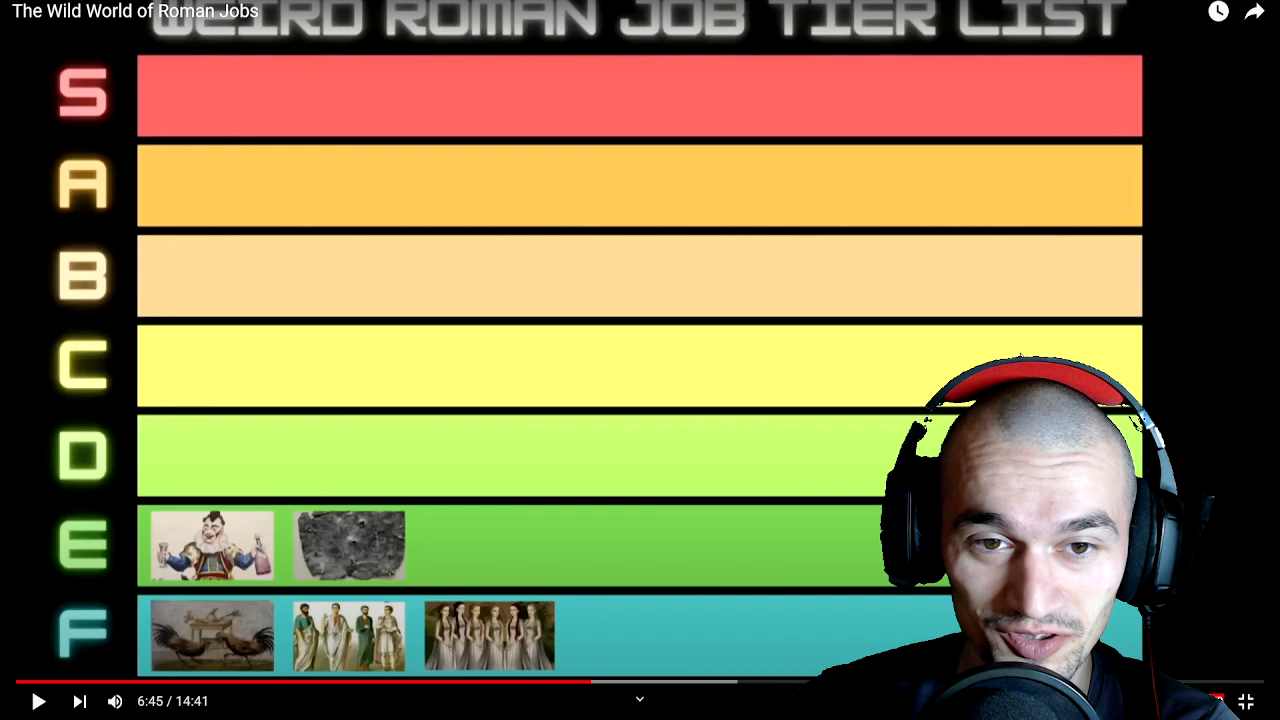 The Wild World of Roman Jobs
WEIRD ROMAN JOB TIER LIST
S
A
B
C
D
E
F
6:45 / 14:41